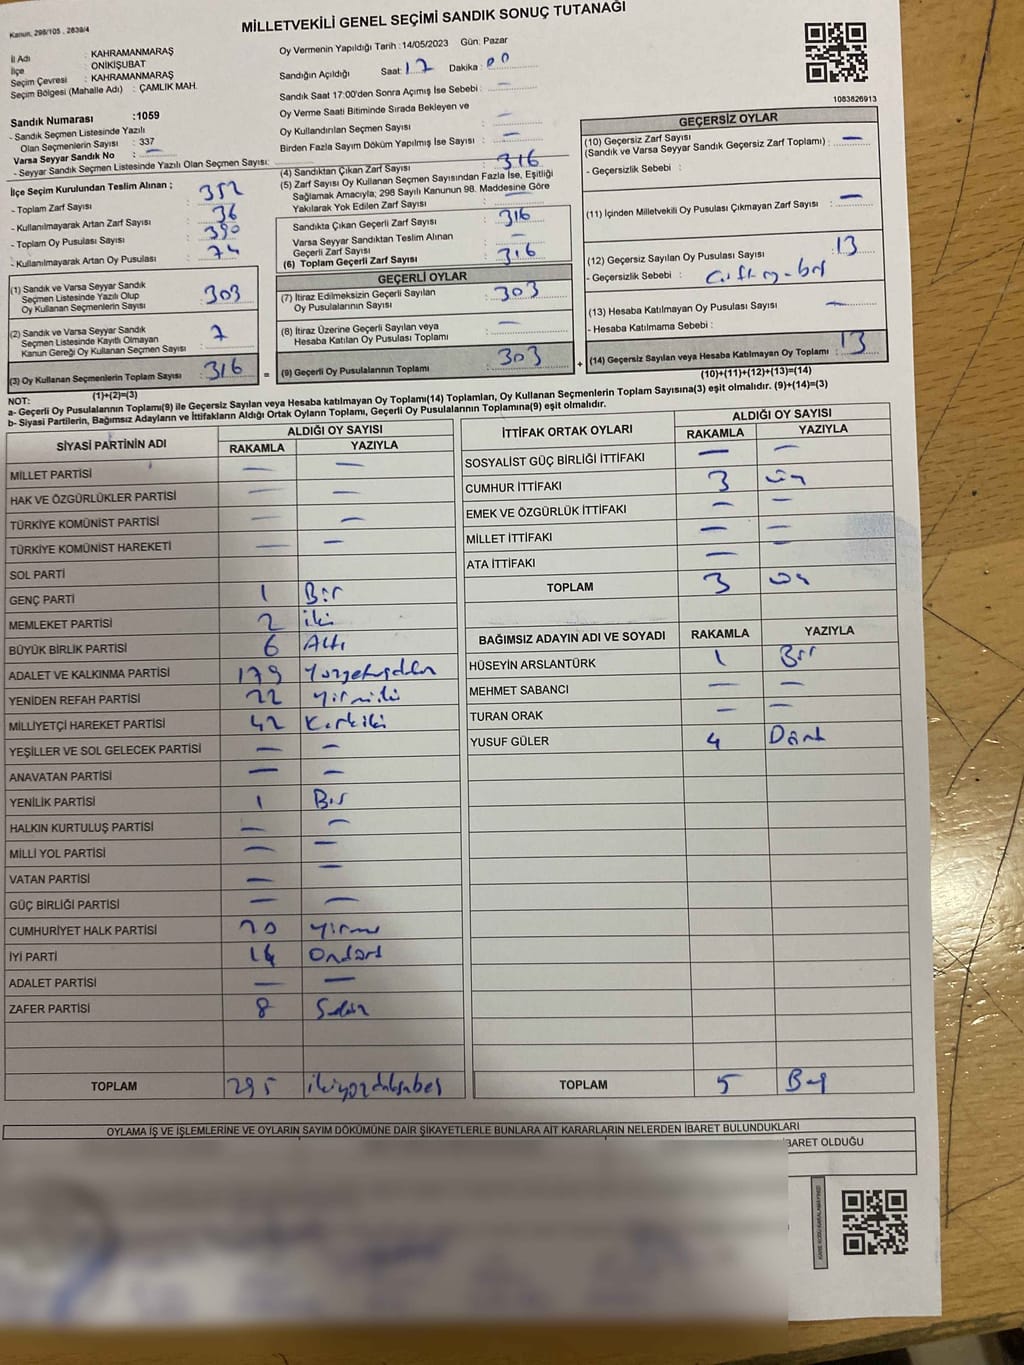 Kanun, 298/105 , 2839/4
MİLLETVEKİLİ GENEL SEÇİMİ SANDIK SONUÇ TUTANAĞI
İl Adı : KAHRAMANMARAŞ
İlçe : ONİKİŞUBAT
Seçim Çevresi : KAHRAMANMARAŞ
Seçim Bölgesi (Mahalle Adı) : ÇAMLIK MAH.
Sandık Numarası :1059
- Sandık Seçmen Listesinde Yazılı
Olan Seçmenlerin Sayısı : 337
Varsa Seyyar Sandık No : —
- Seyyar Sandık Seçmen Listesinde Yazılı Olan Seçmen Sayısı:
Oy Vermenin Yapıldığı Tarih :14/05/2023 Gün: Pazar
Sandığın Açıldığı Saat: 17 Dakika : 00
Sandık Saat 17:00'den Sonra Açımış İse Sebebi : —
Oy Verme Saati Bitiminde Sırada Bekleyen ve
Oy Kullandırılan Seçmen Sayısı : —
Birden Fazla Sayım Döküm Yapılmış İse Sayısı : —
1083826913
İlçe Seçim Kurulundan Teslim Alınan ;
- Toplam Zarf Sayısı : 352
- Kullanılmayarak Artan Zarf Sayısı : 36
- Toplam Oy Pusulası Sayısı : 390
- Kullanılmayarak Artan Oy Pusulası : 74
(1) Sandık ve Varsa Seyyar Sandık
Seçmen Listesinde Yazılı Olup
Oy Kullanan Seçmenlerin Sayısı : 303
(2) Sandık ve Varsa Seyyar Sandık
Seçmen Listesinde Kayıtlı Olmayan
Kanun Gereği Oy Kullanan Seçmen Sayısı : 7
(3) Oy Kullanan Seçmenlerin Toplam Sayısı : 316
(1)+(2)=(3)
(4) Sandıktan Çıkan Zarf Sayısı : 316
(5) Zarf Sayısı Oy Kullanan Seçmen Sayısından Fazla İse, Eşitliği
Sağlamak Amacıyla; 298 Sayılı Kanunun 98. Maddesine Göre
Yakılarak Yok Edilen Zarf Sayısı :
Sandıkta Çıkan Geçerli Zarf Sayısı : 316
Varsa Seyyar Sandıktan Teslim Alınan
Geçerli Zarf Sayısı : —
(6) Toplam Geçerli Zarf Sayısı : 316
GEÇERLİ OYLAR
(7) İtiraz Edilmeksizin Geçerli Sayılan
Oy Pusulalarının Sayısı : 303
(8) İtiraz Üzerine Geçerli Sayılan veya
Hesaba Katılan Oy Pusulası Toplamı : —
= (9) Geçerli Oy Pusulalarının Toplamı : 303
GEÇERSİZ OYLAR
(10) Geçersiz Zarf Sayısı
(Sandık ve Varsa Seyyar Sandık Geçersiz Zarf Toplamı) : —
- Geçersizlik Sebebi :
(11) İçinden Milletvekili Oy Pusulası Çıkmayan Zarf Sayısı : —
(12) Geçersiz Sayılan Oy Pusulası Sayısı : 13
- Geçersizlik Sebebi :
(13) Hesaba Katılmayan Oy Pusulası Sayısı : —
- Hesaba Katılmama Sebebi :
+ (14) Geçersiz Sayılan veya Hesaba Katılmayan Oy Toplamı : 13
(10)+(11)+(12)+(13)=(14)
NOT:
a- Geçerli Oy Pusulalarının Toplamı(9) ile Geçersiz Sayılan veya Hesaba katılmayan Oy Toplamı(14) Toplamları, Oy Kullanan Seçmenlerin Toplam Sayısına(3) eşit olmalıdır. (9)+(14)=(3)
b- Siyasi Partilerin, Bağımsız Adayların ve İttifakların Aldığı Ortak Oyların Toplamı, Geçerli Oy Pusulalarının Toplamına(9) eşit olmalıdır.
SİYASİ PARTİNİN ADI ALDIĞI OY SAYISI
RAKAMLA YAZIYLA
MİLLET PARTİSİ — —
HAK VE ÖZGÜRLÜKLER PARTİSİ — —
TÜRKİYE KOMÜNİST PARTİSİ — —
TÜRKİYE KOMÜNİST HAREKETİ — —
SOL PARTİ
GENÇ PARTİ 1 Bir
MEMLEKET PARTİSİ 2 iki
BÜYÜK BİRLİK PARTİSİ 6 Altı
ADALET VE KALKINMA PARTİSİ 179
YENİDEN REFAH PARTİSİ 22 yirmiiki
MİLLİYETÇİ HAREKET PARTİSİ 42 Kırkiki
YEŞİLLER VE SOL GELECEK PARTİSİ — —
ANAVATAN PARTİSİ — —
YENİLİK PARTİSİ 1 Bir
HALKIN KURTULUŞ PARTİSİ — —
MİLLİ YOL PARTİSİ — —
VATAN PARTİSİ — —
GÜÇ BİRLİĞİ PARTİSİ — —
CUMHURİYET HALK PARTİSİ 20 yirmi
İYİ PARTİ 14 Ondört
ADALET PARTİSİ — —
ZAFER PARTİSİ 8 Sekiz
TOPLAM 295 ikiyüzdoksanbeş
İTTİFAK ORTAK OYLARI ALDIĞI OY SAYISI
RAKAMLA YAZIYLA
SOSYALİST GÜÇ BİRLİĞİ İTTİFAKI — —
CUMHUR İTTİFAKI 3 üç
EMEK VE ÖZGÜRLÜK İTTİFAKI — —
MİLLET İTTİFAKI — —
ATA İTTİFAKI — —
TOPLAM 3 üç
BAĞIMSIZ ADAYIN ADI VE SOYADI RAKAMLA YAZIYLA
HÜSEYİN ARSLANTÜRK 1 Bir
MEHMET SABANCI — —
TURAN ORAK — —
YUSUF GÜLER 4 Dört
TOPLAM 5 Beş
OYLAMA İŞ VE İŞLEMLERİNE VE OYLARIN SAYIM DÖKÜMÜNE DAİR ŞİKAYETLERLE BUNLARA AİT KARARLARIN NELERDEN İBARET BULUNDUKLARI
İBARET OLDUĞU